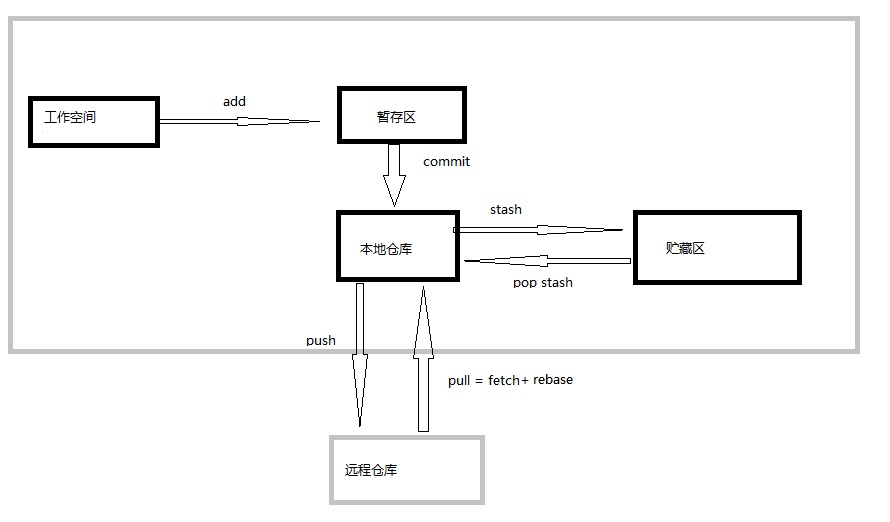 add
工作空间
暂存区
commit
stash
本地仓库
贮藏区
pop stash
push
pull = fetch+ rebase
远程仓库